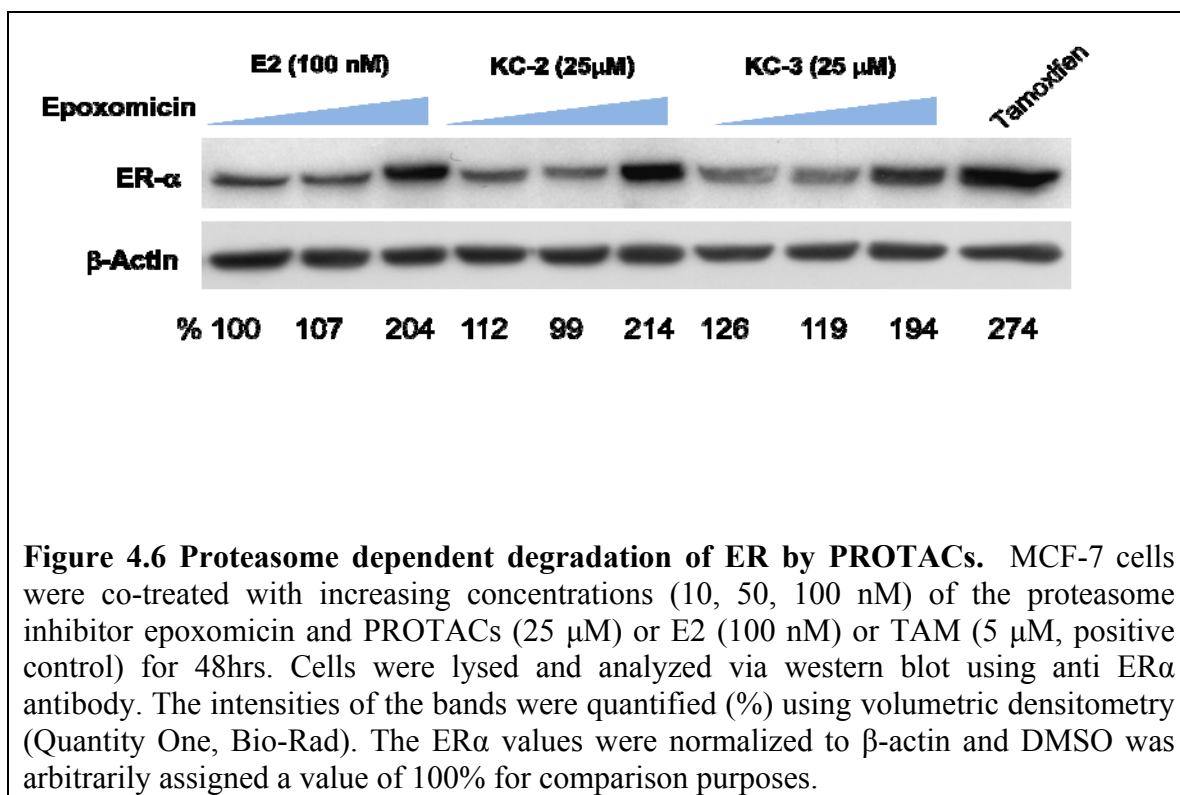 E2 (100 nM) KC-2 (25μM) KC-3 (25 μM) Tamoxifen
Epoxomicin
ER-α
β-Actin
% 100 107 204 112 99 214 126 119 194 274
Figure 4.6 Proteasome dependent degradation of ER by PROTACs. MCF-7 cells
were co-treated with increasing concentrations (10, 50, 100 nM) of the proteasome
inhibitor epoxomicin and PROTACs (25 μM) or E2 (100 nM) or TAM (5 μM, positive
control) for 48hrs. Cells were lysed and analyzed via western blot using anti ERα
antibody. The intensities of the bands were quantified (%) using volumetric densitometry
(Quantity One, Bio-Rad). The ERα values were normalized to β-actin and DMSO was
arbitrarily assigned a value of 100% for comparison purposes.